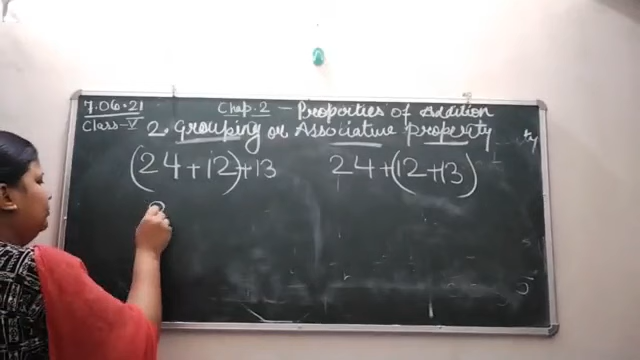 7.06.21 Chap. 2 - Properties of Addition
Class-V 2. Grouping or Associative property
(24+12)+13 24+(12+13)